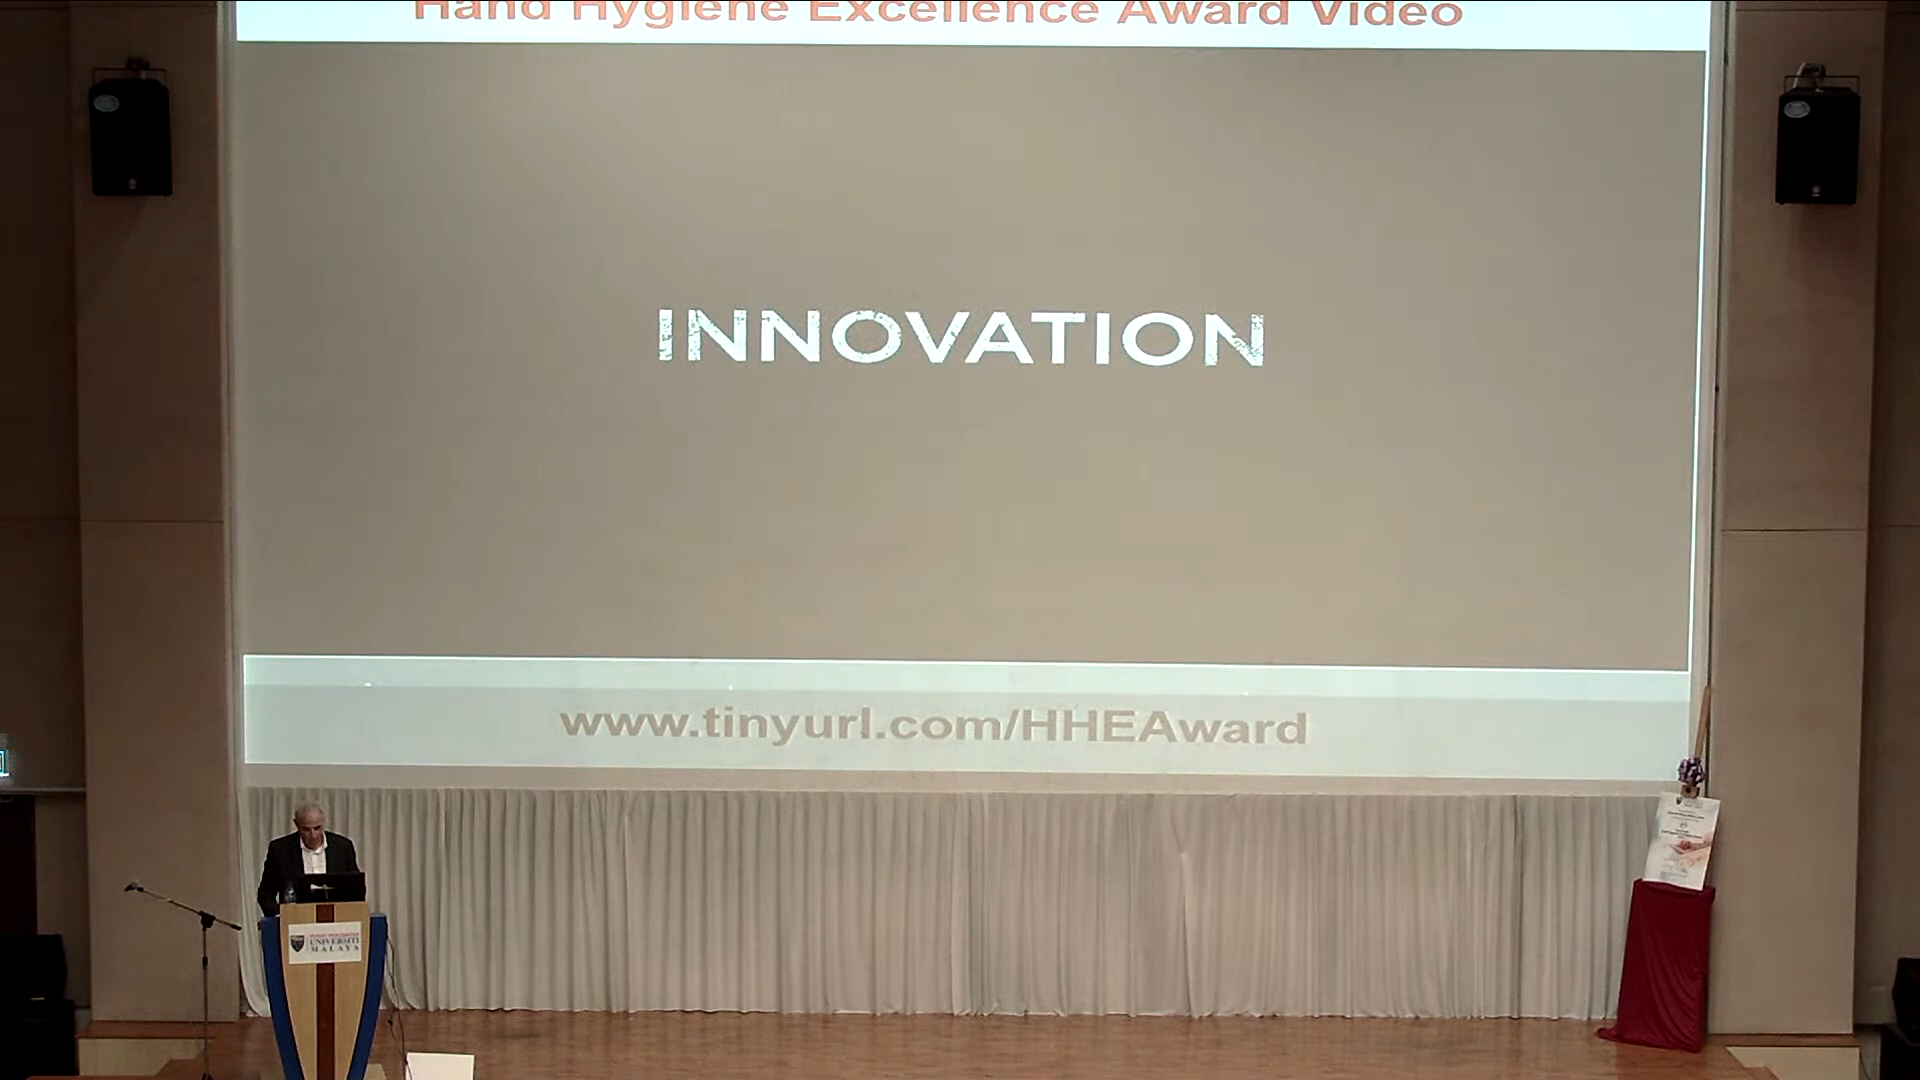 Hand Hygiene Excellence Award Video
INNOVATION
www.tinyurl.com/HHEAward
UNIVERSITI
MALAYA